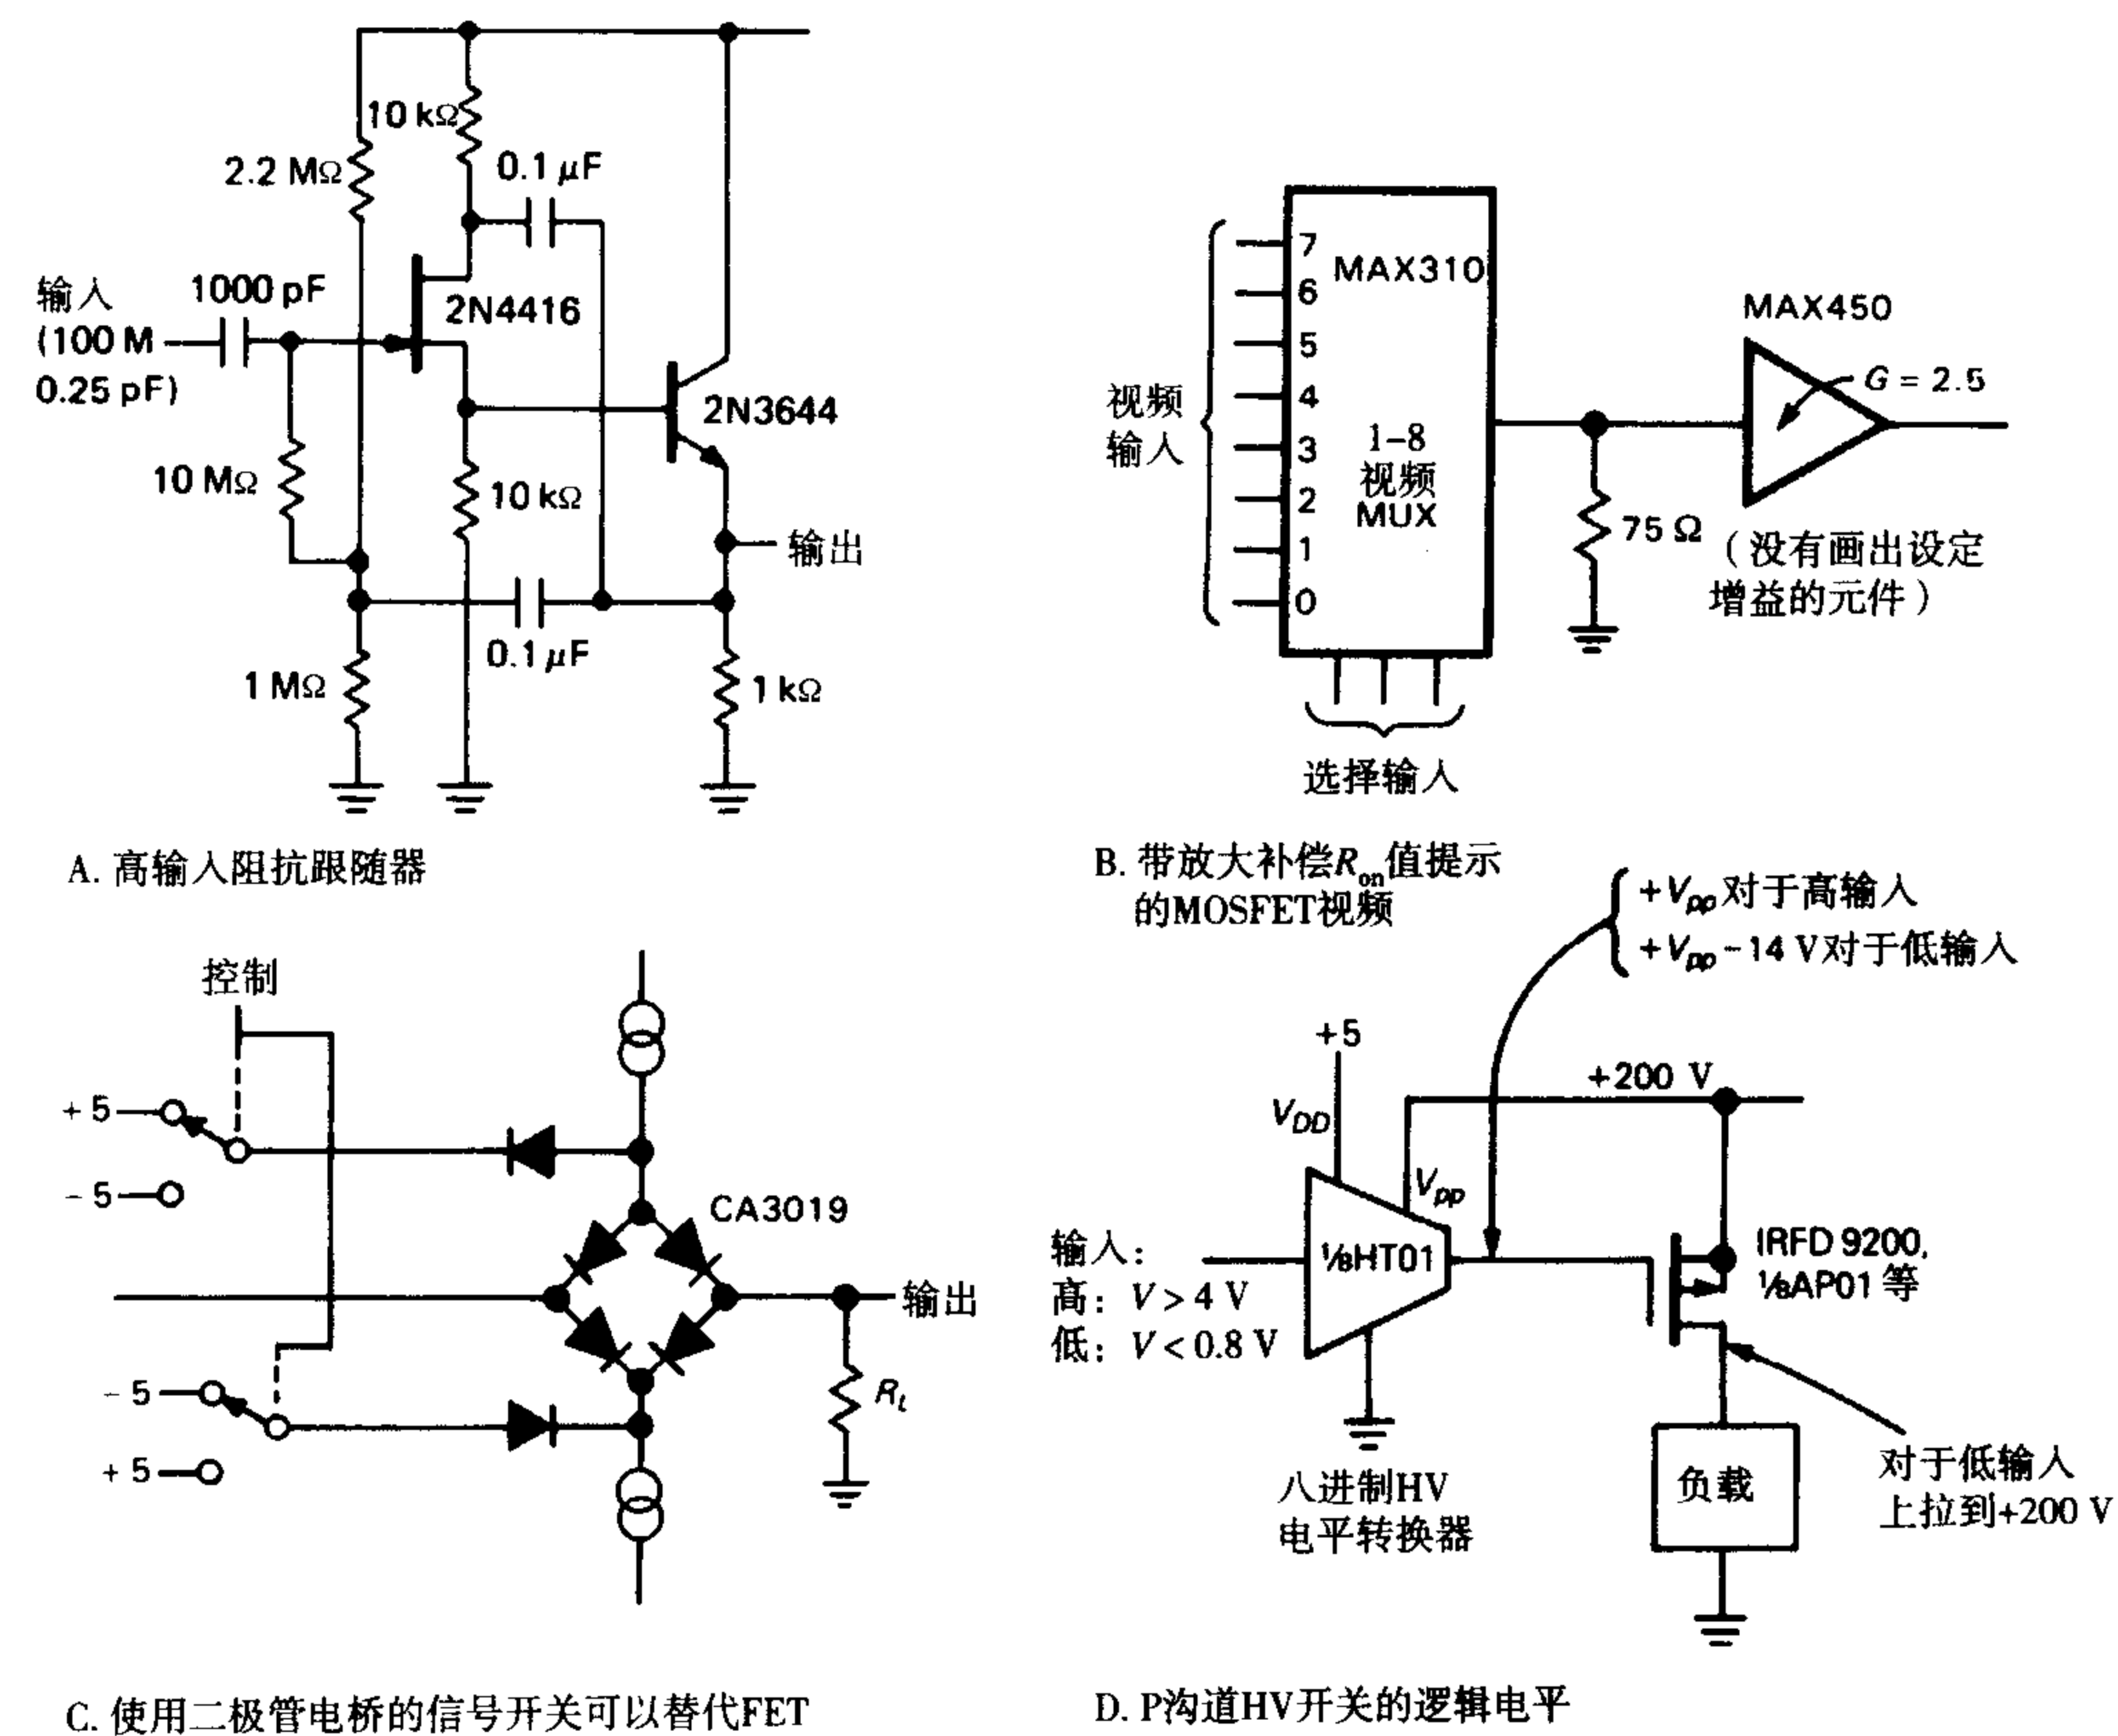 10 kΩ
2.2 MΩ
0.1 μF
输入
(100 M
0.25 pF)
1000 pF
2N4416
2N3644
10 MΩ
10 kΩ
输出
0.1 μF
1 MΩ
1 kΩ
A. 高输入阻抗跟随器
视频
输入
7
6
5
4
3
2
1
0
MAX310
1-8
视频
MUX
选择输入
MAX450
G = 2.5
75 Ω
(没有画出设定
增益的元件)
B. 带放大补偿Ron值提示
的MOSFET视频
控制
+5
-5
CA3019
输出
RL
-5
+5
C. 使用二极管电桥的信号开关可以替代FET
+Vpp对于高输入
+Vpp-14 V对于低输入
+5
VDD
+200 V
Vpp
输入:
高: V > 4 V
低: V < 0.8 V
⅛HT01
IRFD 9200,
⅛AP01 等
八进制HV
电平转换器
负载
对于低输入
上拉到+200 V
D. P沟道HV开关的逻辑电平